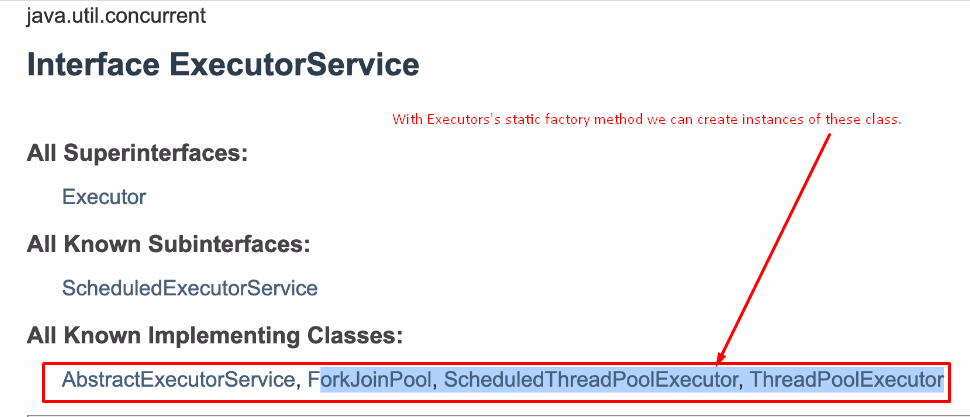 java.util.concurrent
Interface ExecutorService
With Executors's static factory method we can create instances of these class.
All Superinterfaces:
Executor
All Known Subinterfaces:
ScheduledExecutorService
All Known Implementing Classes:
AbstractExecutorService, ForkJoinPool, ScheduledThreadPoolExecutor, ThreadPoolExecutor